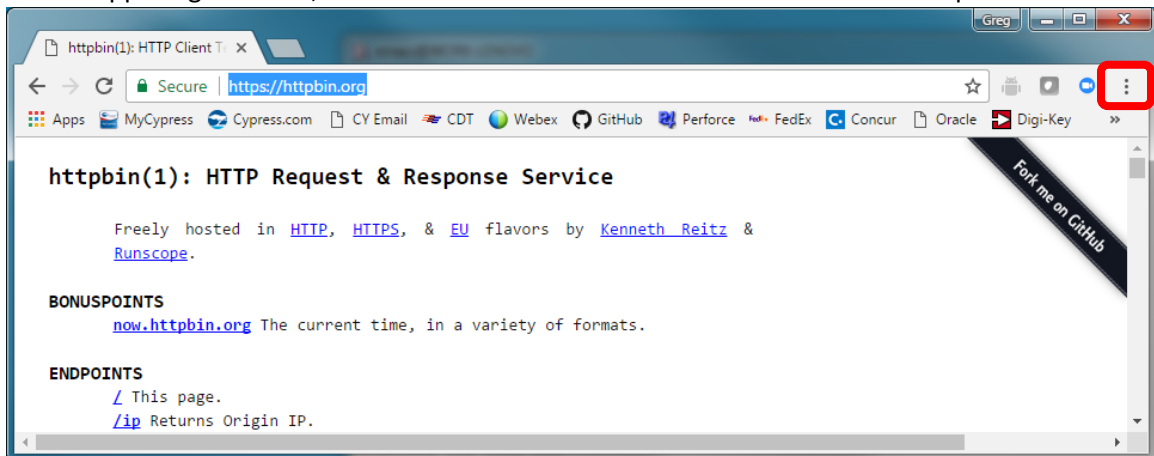 Greg
httpbin(1): HTTP Client T
Secure | https://httpbin.org
Apps MyCypress Cypress.com CY Email CDT Webex GitHub Perforce FedEx Concur Oracle Digi-Key »
httpbin(1): HTTP Request & Response Service
Fork me on GitHub
Freely hosted in HTTP, HTTPS, & EU flavors by Kenneth Reitz &
Runscope.
BONUSPOINTS
now.httpbin.org The current time, in a variety of formats.
ENDPOINTS
/ This page.
/ip Returns Origin IP.